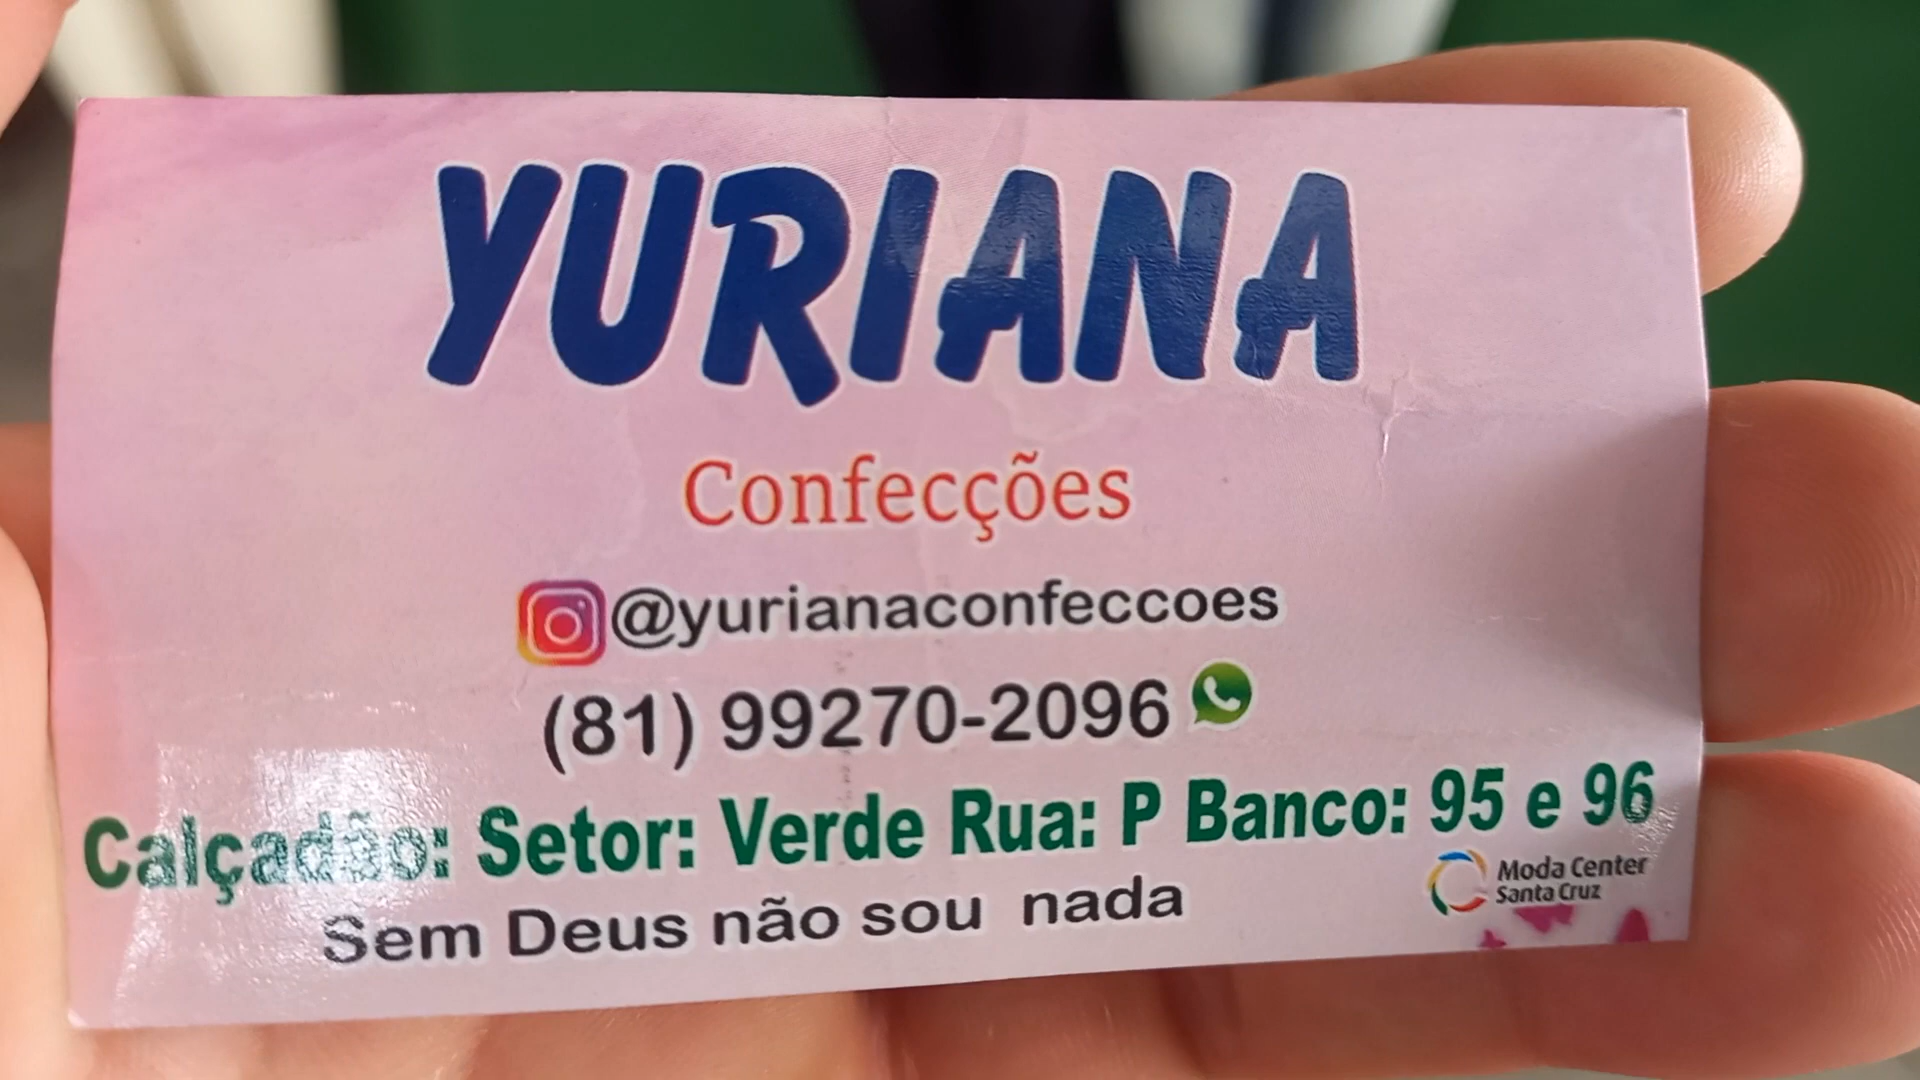 YURIANA
Confecções
@yurianaconfeccoes
(81) 99270-2096
Calçadão: Setor: Verde Rua: P Banco: 95 e 96
Moda Center
Santa Cruz
Sem Deus não sou nada